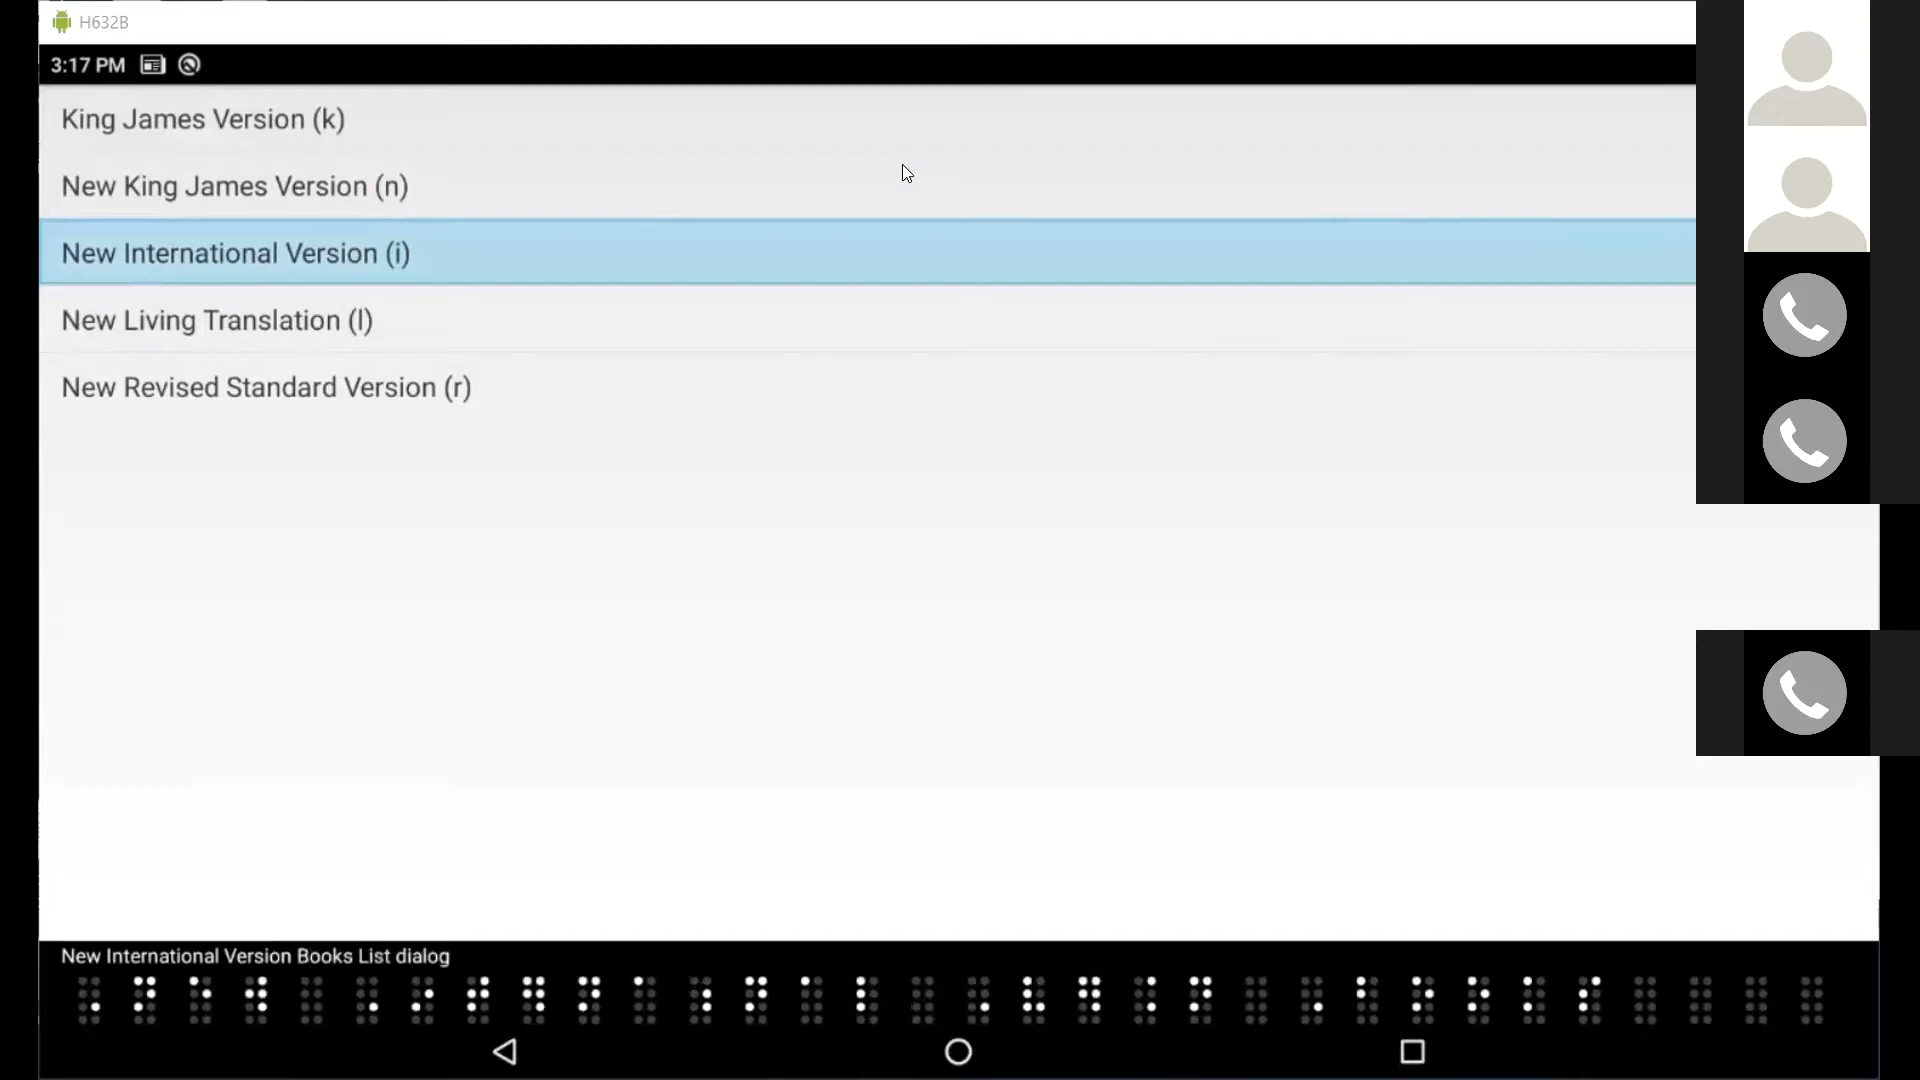 H632B
3:17 PM
King James Version (k)
New King James Version (n)
New International Version (i)
New Living Translation (l)
New Revised Standard Version (r)
New International Version Books List dialog